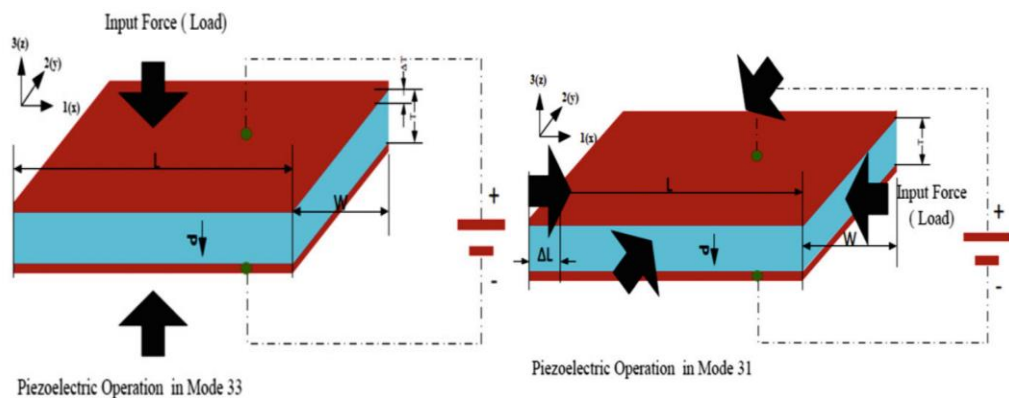 Input Force ( Load)
3(z)
2(y)
1(x)
ΔT
T
L
W
P
+
-
Piezoelectric Operation in Mode 33
3(z)
2(y)
1(x)
T
L
Input Force
( Load)
W
P
ΔL
+
-
Piezoelectric Operation in Mode 31